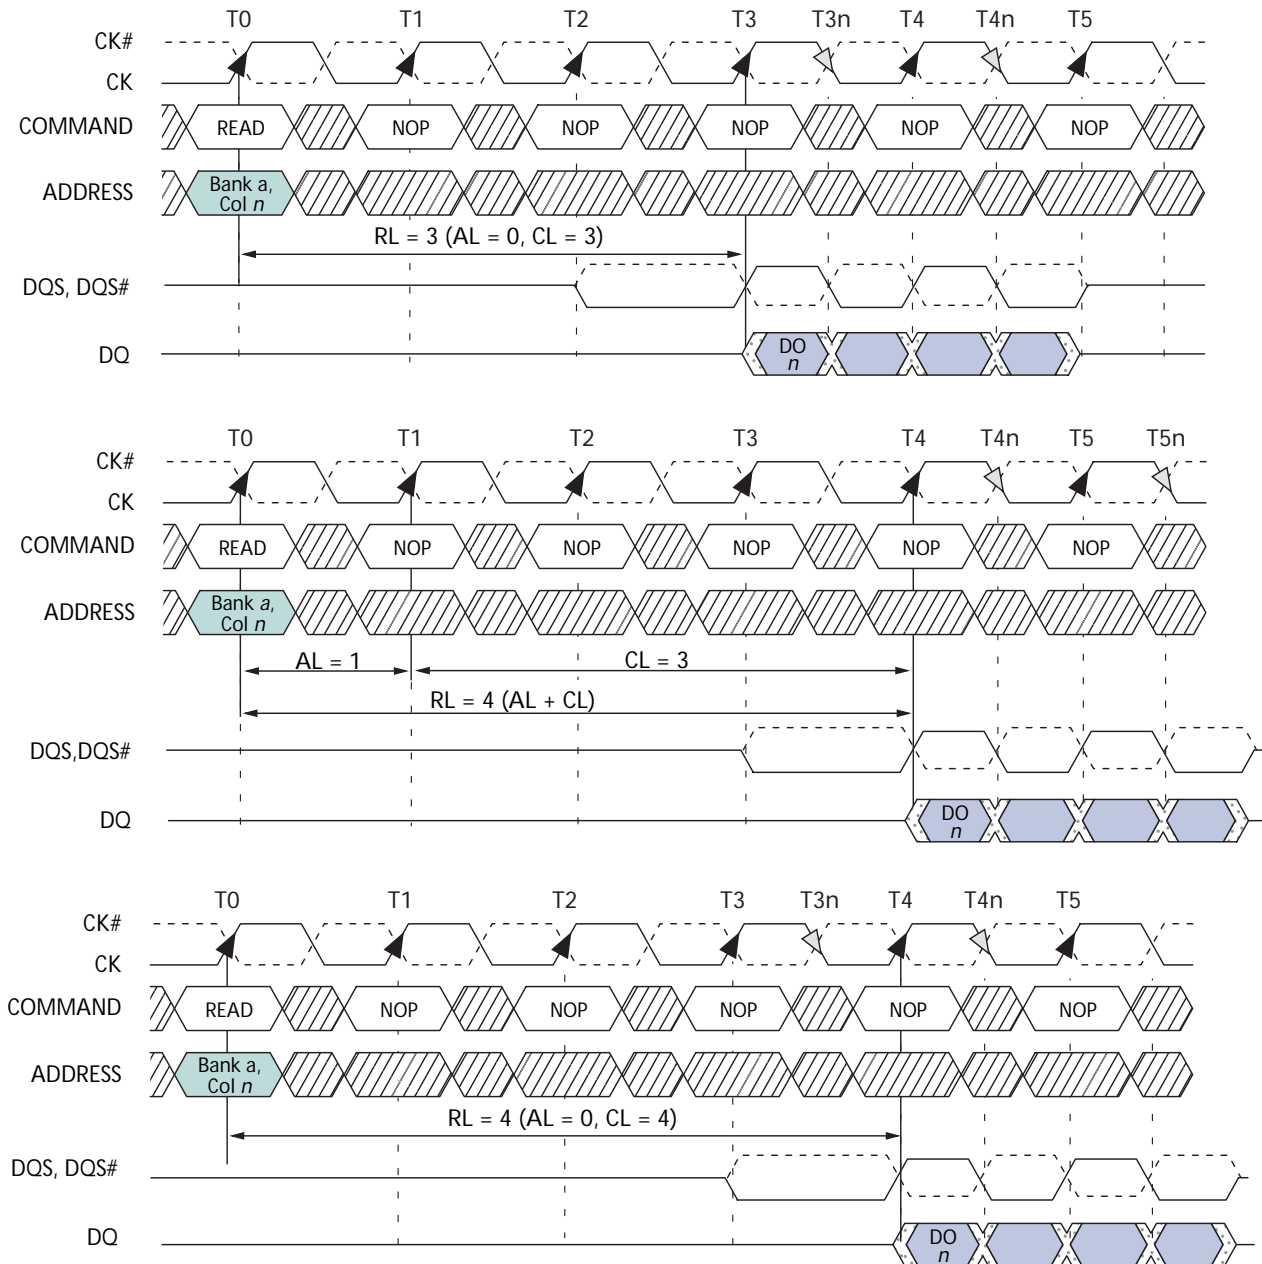 T0 T1 T2 T3 T3n T4 T4n T5
CK#
CK
COMMAND READ NOP NOP NOP NOP NOP
ADDRESS Bank a,
Col n
RL = 3 (AL = 0, CL = 3)
DQS, DQS#
DQ DO
n
T0 T1 T2 T3 T4 T4n T5 T5n
CK#
CK
COMMAND READ NOP NOP NOP NOP NOP
ADDRESS Bank a,
Col n
AL = 1 CL = 3
RL = 4 (AL + CL)
DQS,DQS#
DQ DO
n
T0 T1 T2 T3 T3n T4 T4n T5
CK#
CK
COMMAND READ NOP NOP NOP NOP NOP
ADDRESS Bank a,
Col n
RL = 4 (AL = 0, CL = 4)
DQS, DQS#
DQ DO
n